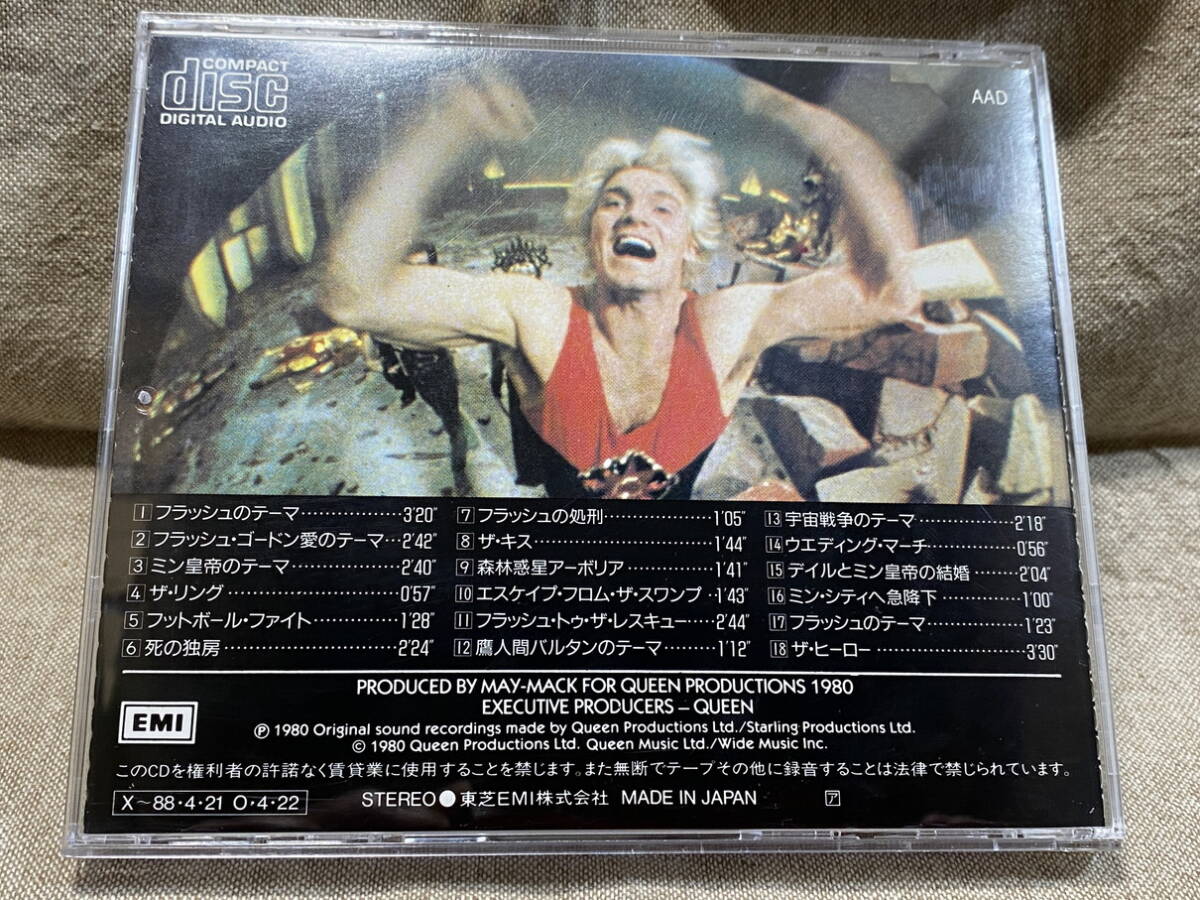 COMPACT
disc
DIGITAL AUDIO
AAD
1 フラッシュのテーマ……………3'20"
2 フラッシュ・ゴードン愛のテーマ…2'42"
3 ミン皇帝のテーマ……………2'40"
4 ザ・リング……………0'57"
5 フットボール・ファイト……………1'28"
6 死の独房……………2'24"
7 フラッシュの処刑……………1'05"
8 ザ・キス……………1'44"
9 森林惑星アーボリア……………1'41"
10 エスケイプ・フロム・ザ・スワンプ…1'43"
11 フラッシュ・トゥ・ザ・レスキュー……2'44"
12 鷹人間バルタンのテーマ………1'12"
13 宇宙戦争のテーマ……………2'18"
14 ウエディング・マーチ……………0'56"
15 デイルとミン皇帝の結婚………2'04"
16 ミン・シティへ急降下……………1'00"
17 フラッシュのテーマ……………1'23"
18 ザ・ヒーロー……………3'30"
PRODUCED BY MAY-MACK FOR QUEEN PRODUCTIONS 1980
EXECUTIVE PRODUCERS – QUEEN
EMI
Ⓟ 1980 Original sound recordings made by Queen Productions Ltd./Starling Productions Ltd.
© 1980 Queen Productions Ltd. Queen Music Ltd./Wide Music Inc.
このCDを権利者の許諾なく賃貸業に使用することを禁じます。また無断でテープその他に録音することは法律で禁じられています。
X〜88・4・21 O・4・22
STEREO●東芝EMI株式会社 MADE IN JAPAN ア